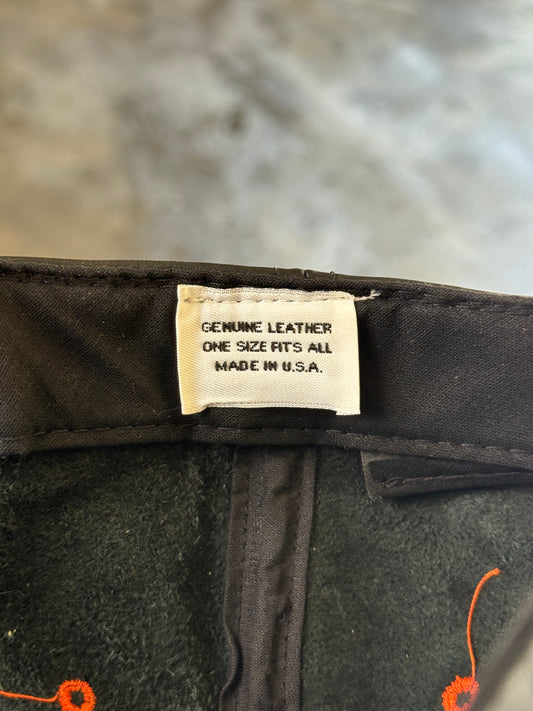 GENUINE LEATHER
ONE SIZE FITS ALL
MADE IN U.S.A.